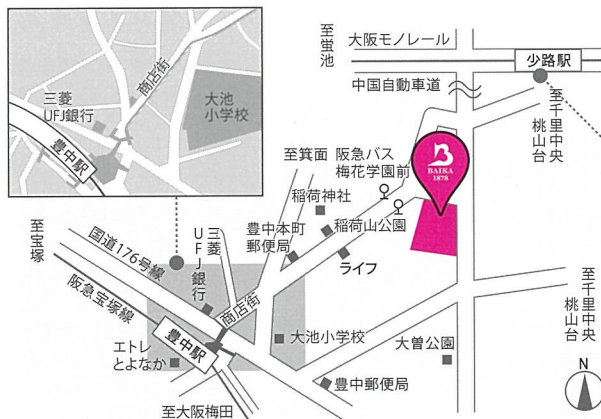 三菱
UFJ銀行
豊中駅
商店街
大池
小学校
至蛍池
大阪モノレール
少路駅
中国自動車道
至千里中央
桃山台
至箕面
阪急バス
梅花学園前
BAIKA
1878
稲荷神社
稲荷山公園
豊中本町
郵便局
ライフ
至宝塚
国道176号線
阪急宝塚線
三菱
UFJ銀行
商店街
豊中駅
エトレ
とよなか
大池小学校
大曽公園
豊中郵便局
至大阪梅田
至千里中央
桃山台
N